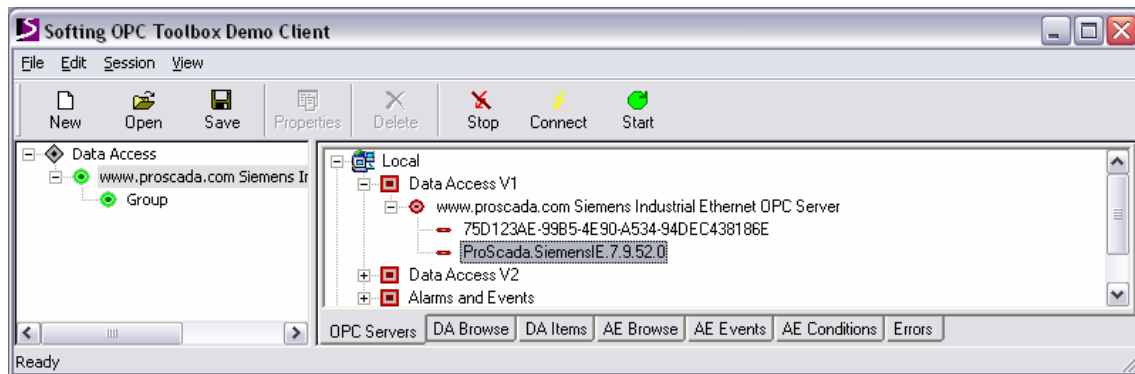 Softing OPC Toolbox Demo Client
File Edit Session View
New Open Save Properties Delete Stop Connect Start
Data Access
www.proscada.com Siemens Ir
Group
Local
Data Access V1
www.proscada.com Siemens Industrial Ethernet OPC Server
75D123AE-99B5-4E90-A534-94DEC438186E
ProScada.SiemensIE.7.9.52.0
Data Access V2
Alarms and Events
OPC Servers DA Browse DA Items AE Browse AE Events AE Conditions Errors
Ready